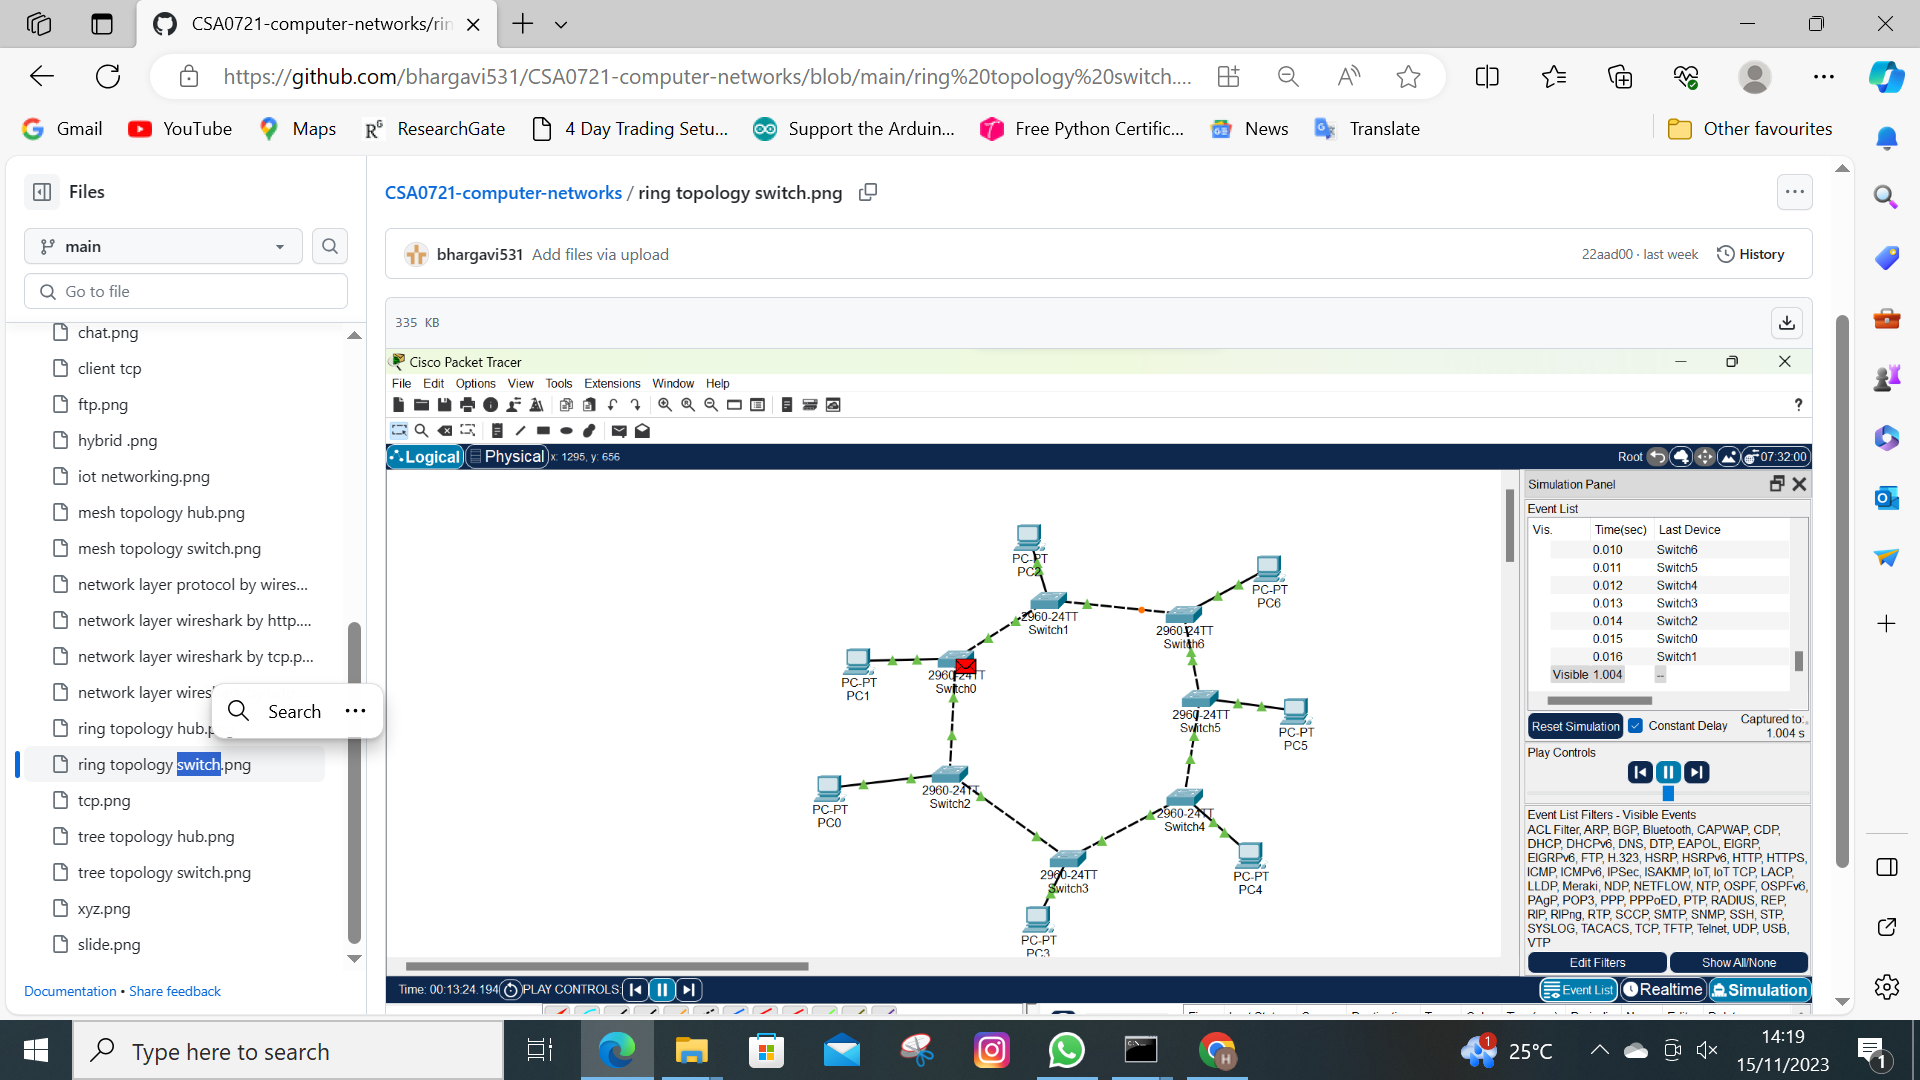 CSA0721-computer-networks/rin
https://github.com/bhargavi531/CSA0721-computer-networks/blob/main/ring%20topology%20switch....
Gmail
YouTube
Maps
ResearchGate
4 Day Trading Setu...
Support the Arduin...
Free Python Certific...
News
Translate
Other favourites
Files
main
Go to file
chat.png
client tcp
ftp.png
hybrid .png
iot networking.png
mesh topology hub.png
mesh topology switch.png
network layer protocol by wires...
network layer wireshark by http....
network layer wireshark by tcp.p...
network layer wires
ring topology hub.p
Search
ring topology switch.png
tcp.png
tree topology hub.png
tree topology switch.png
xyz.png
slide.png
Documentation • Share feedback
CSA0721-computer-networks / ring topology switch.png
bhargavi531 Add files via upload
22aad00 · last week
History
335 KB
Cisco Packet Tracer
File Edit Options View Tools Extensions Window Help
Logical
Physical
x: 1295, y: 656
Root
07:32:00
PC-PT
PC2
2960-24TT
Switch1
PC-PT
PC6
2960-24TT
Switch6
PC-PT
PC1
2960-24TT
Switch0
2960-24TT
Switch5
PC-PT
PC5
PC-PT
PC0
2960-24TT
Switch2
2960-24TT
Switch4
2960-24TT
Switch3
PC-PT
PC4
PC-PT
PC3
Simulation Panel
Event List
Vis. Time(sec) Last Device
0.010 Switch6
0.011 Switch5
0.012 Switch4
0.013 Switch3
0.014 Switch2
0.015 Switch0
0.016 Switch1
Visible 1.004 --
Reset Simulation
Constant Delay
Captured to:
1.004 s
Play Controls
Event List Filters - Visible Events
ACL Filter, ARP, BGP, Bluetooth, CAPWAP, CDP,
DHCP, DHCPv6, DNS, DTP, EAPOL, EIGRP,
EIGRPv6, FTP, H.323, HSRP, HSRPv6, HTTP, HTTPS,
ICMP, ICMPv6, IPSec, ISAKMP, IoT, IoT TCP, LACP,
LLDP, Meraki, NDP, NETFLOW, NTP, OSPF, OSPFv6,
PAgP, POP3, PPP, PPPoED, PTP, RADIUS, REP,
RIP, RIPng, RTP, SCCP, SMTP, SNMP, SSH, STP,
SYSLOG, TACACS, TCP, TFTP, Telnet, UDP, USB,
VTP
Edit Filters
Show All/None
Time: 00:13:24.194
PLAY CONTROLS:
Event List
Realtime
Simulation
Type here to search
25°C
14:19
15/11/2023